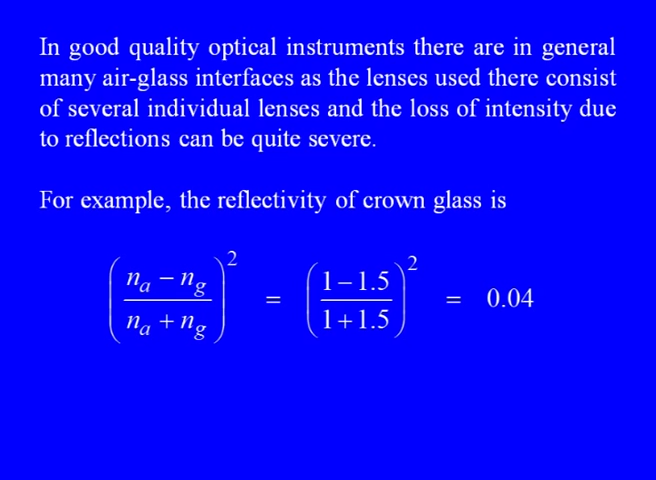 In good quality optical instruments there are in general
many air-glass interfaces as the lenses used there consist
of several individual lenses and the loss of intensity due
to reflections can be quite severe.
For example, the reflectivity of crown glass is
( (n_a − n_g) / (n_a + n_g) )^2 = ( (1 − 1.5) / (1 + 1.5) )^2 = 0.04